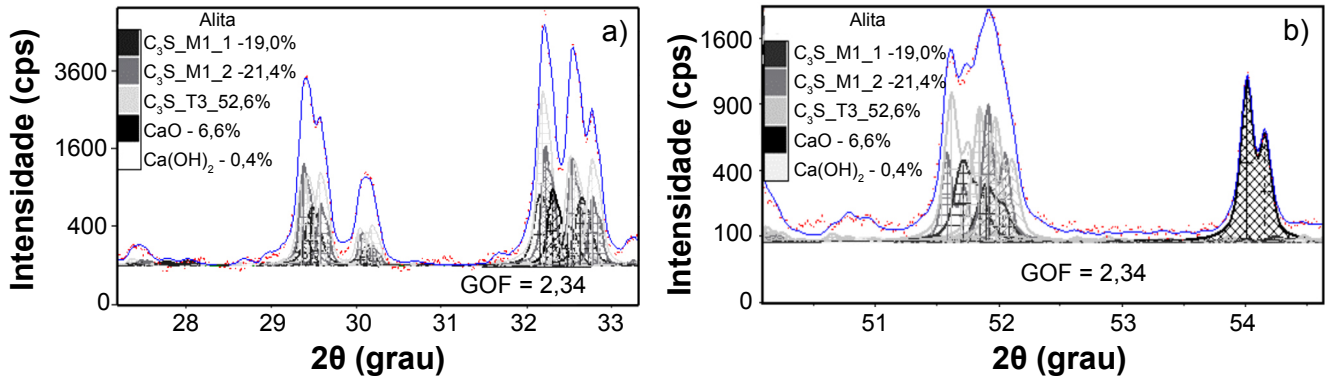 Alita
a)
C₃S_M1_1 -19,0%
C₃S_M1_2 -21,4%
C₃S_T3_52,6%
CaO - 6,6%
Ca(OH)₂ - 0,4%
Intensidade (cps)
3600
1600
400
0
GOF = 2,34
28 29 30 31 32 33
2θ (grau)
Alita
b)
C₃S_M1_1 -19,0%
C₃S_M1_2 -21,4%
C₃S_T3_52,6%
CaO - 6,6%
Ca(OH)₂ - 0,4%
Intensidade (cps)
1600
900
400
100
0
GOF = 2,34
51 52 53 54
2θ (grau)